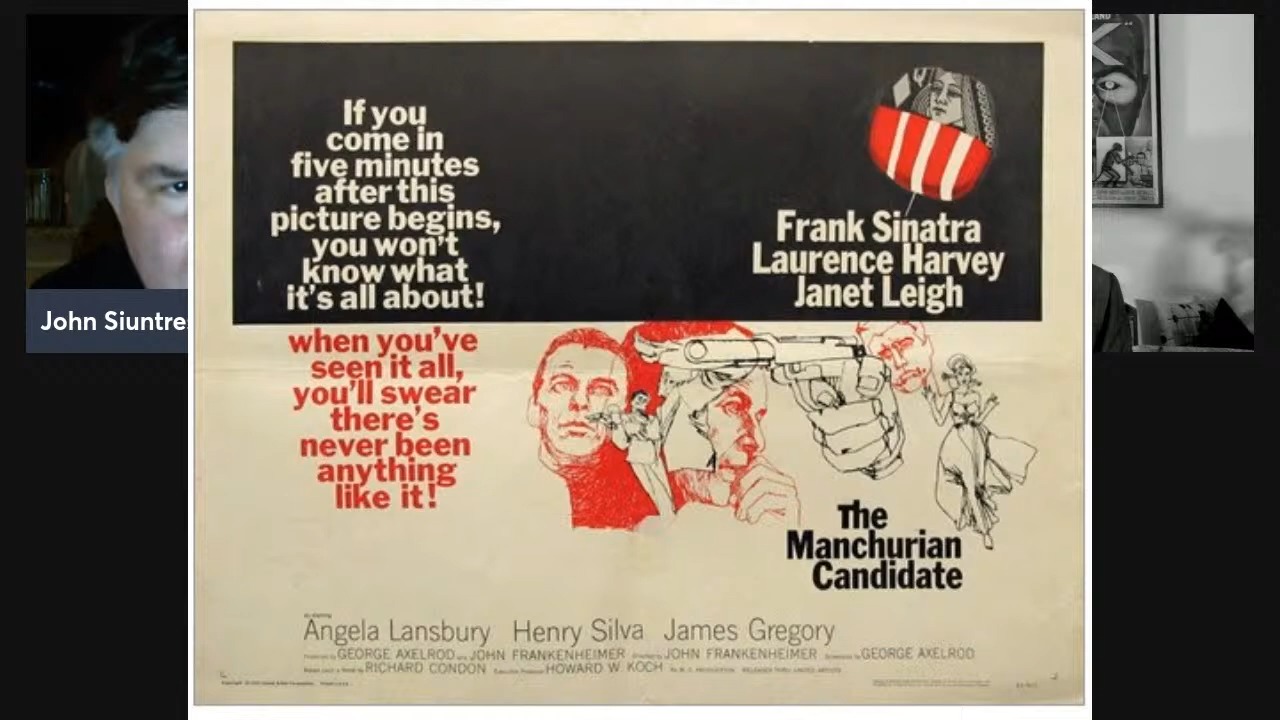 LAND
If you
come in
five minutes
after this
picture begins,
you won't
know what
it's all about!
Frank Sinatra
Laurence Harvey
Janet Leigh
John Siuntre
when you've
seen it all,
you'll swear
there's
never been
anything
like it!
The
Manchurian
Candidate
Angela Lansbury Henry Silva James Gregory
GEORGE AXELROD and JOHN FRANKENHEIMER JOHN FRANKENHEIMER GEORGE AXELROD
RICHARD CONDON HOWARD W. KOCH